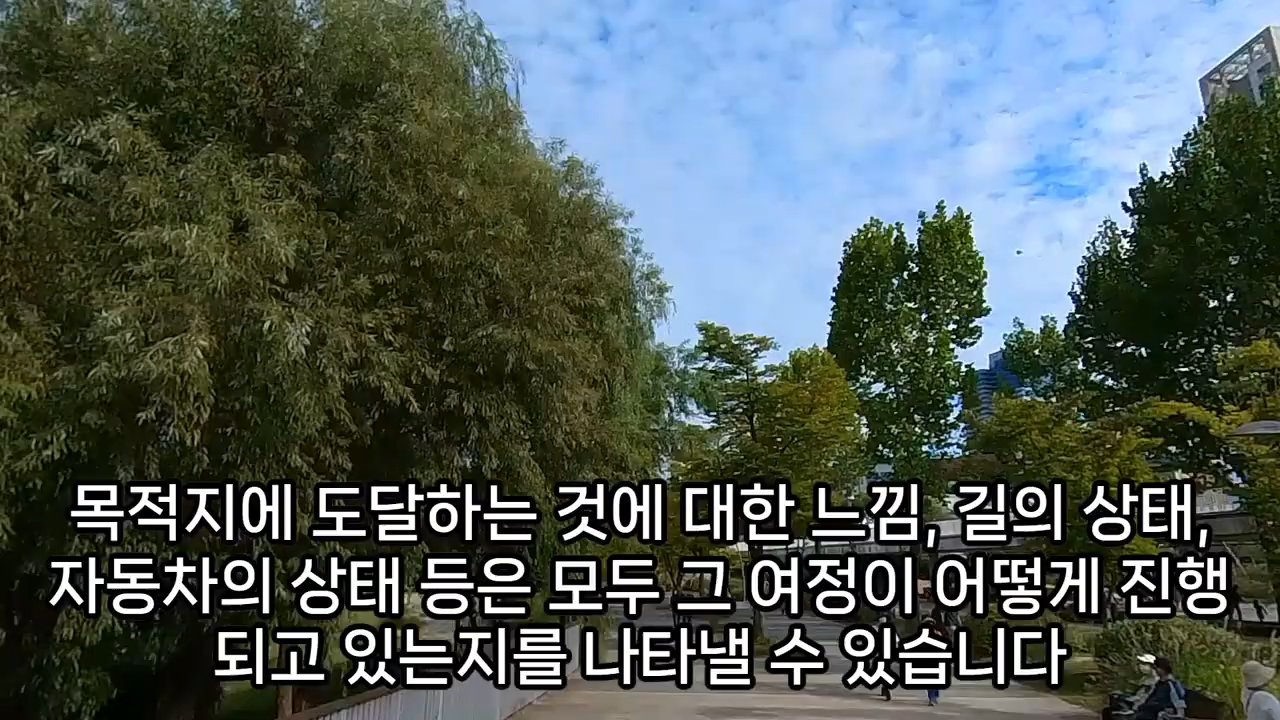 목적지에 도달하는 것에 대한 느낌, 길의 상태,
자동차의 상태 등은 모두 그 여정이 어떻게 진행
되고 있는지를 나타낼 수 있습니다